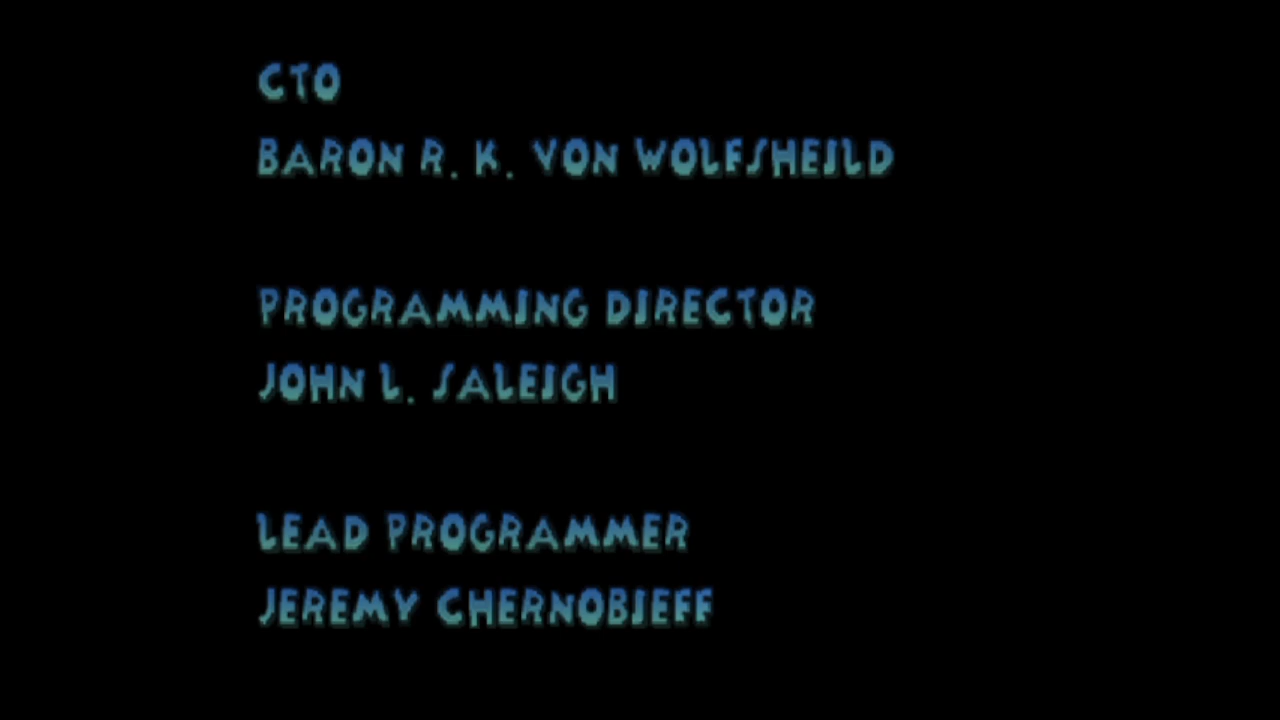 CTO
BARON R. K. VON WOLFSHEILD
PROGRAMMING DIRECTOR
JOHN L. SALEIGH
LEAD PROGRAMMER
JEREMY CHERNOBIEFF